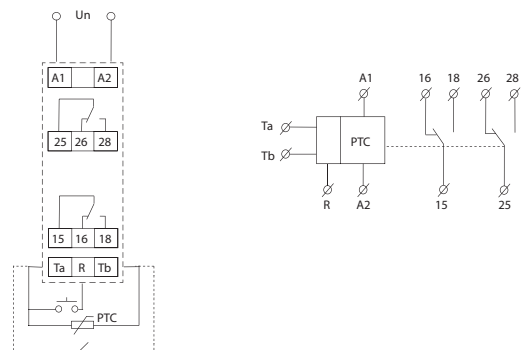 Un
A1 A2
25 26 28
15 16 18
Ta R Tb
PTC
A1 16 18 26 28
Ta
PTC
Tb
R A2 15 25